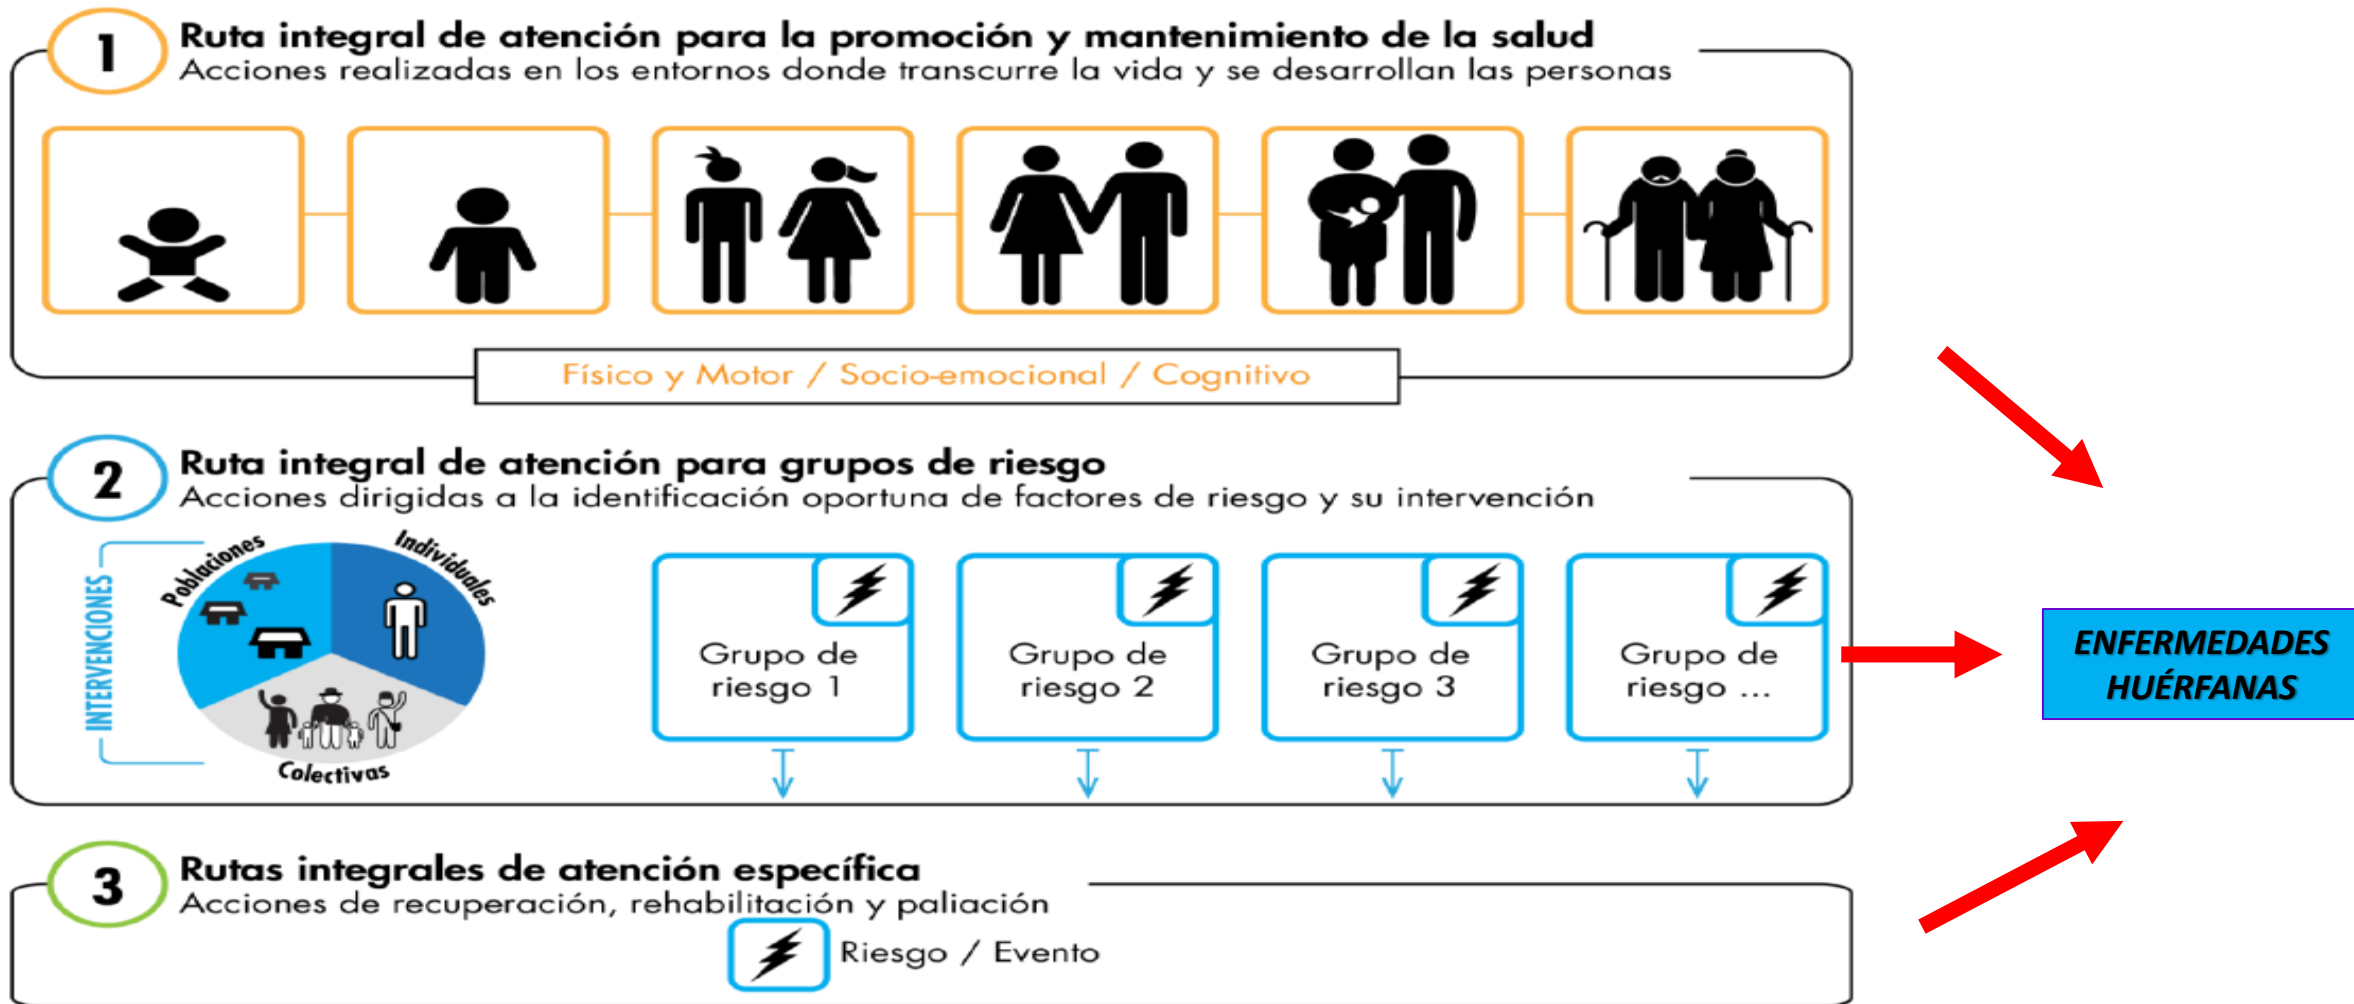 1
Ruta integral de atención para la promoción y mantenimiento de la salud
Acciones realizadas en los entornos donde transcurre la vida y se desarrollan las personas
Físico y Motor / Socio-emocional / Cognitivo
2
Ruta integral de atención para grupos de riesgo
Acciones dirigidas a la identificación oportuna de factores de riesgo y su intervención
INTERVENCIONES
Poblaciones
Individuales
Colectivas
Grupo de
riesgo 1
Grupo de
riesgo 2
Grupo de
riesgo 3
Grupo de
riesgo ...
ENFERMEDADES
HUÉRFANAS
3
Rutas integrales de atención específica
Acciones de recuperación, rehabilitación y paliación
Riesgo / Evento